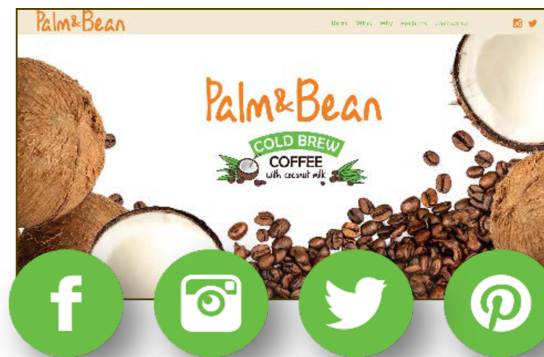 Palm&Bean
Palm&Bean
COLD BREW
COFFEE
with coconut milk